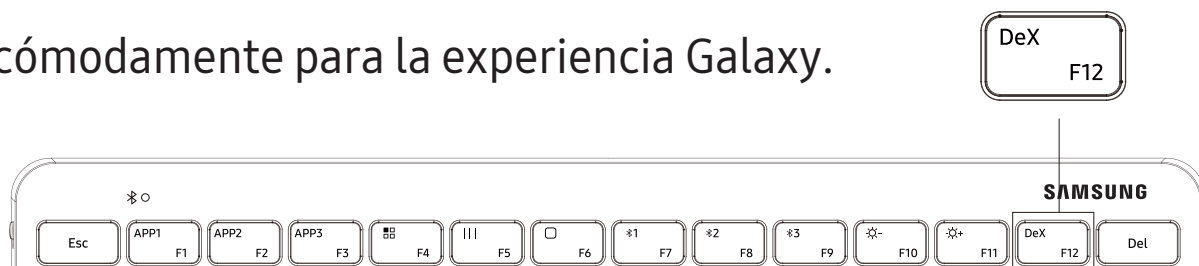 DeX
F12
cómodamente para la experiencia Galaxy.
SAMSUNG
Esc
APP1
F1
APP2
F2
APP3
F3
F4
F5
F6
1
F7
2
F8
3
F9
-
F10
+
F11
DeX
F12
Del